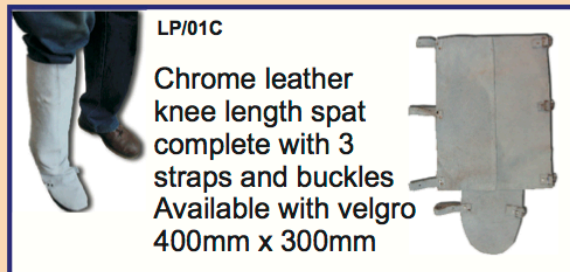 LP/01C
Chrome leather
knee length spat
complete with 3
straps and buckles
Available with velgro
400mm x 300mm